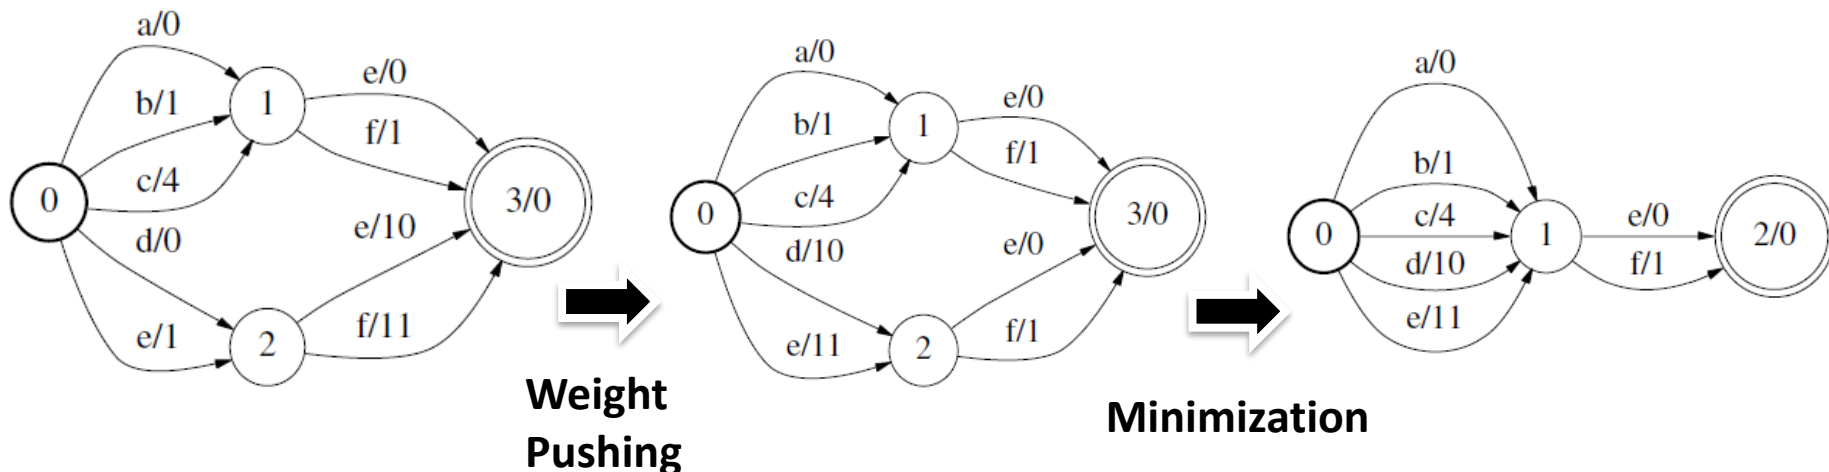 a/0
b/1
c/4
d/0
e/1
0
1
2
e/0
f/1
e/10
f/11
3/0
Weight
Pushing
a/0
b/1
c/4
d/10
e/11
0
1
2
e/0
f/1
e/0
f/1
3/0
Minimization
a/0
b/1
c/4
d/10
e/11
0
1
e/0
f/1
2/0